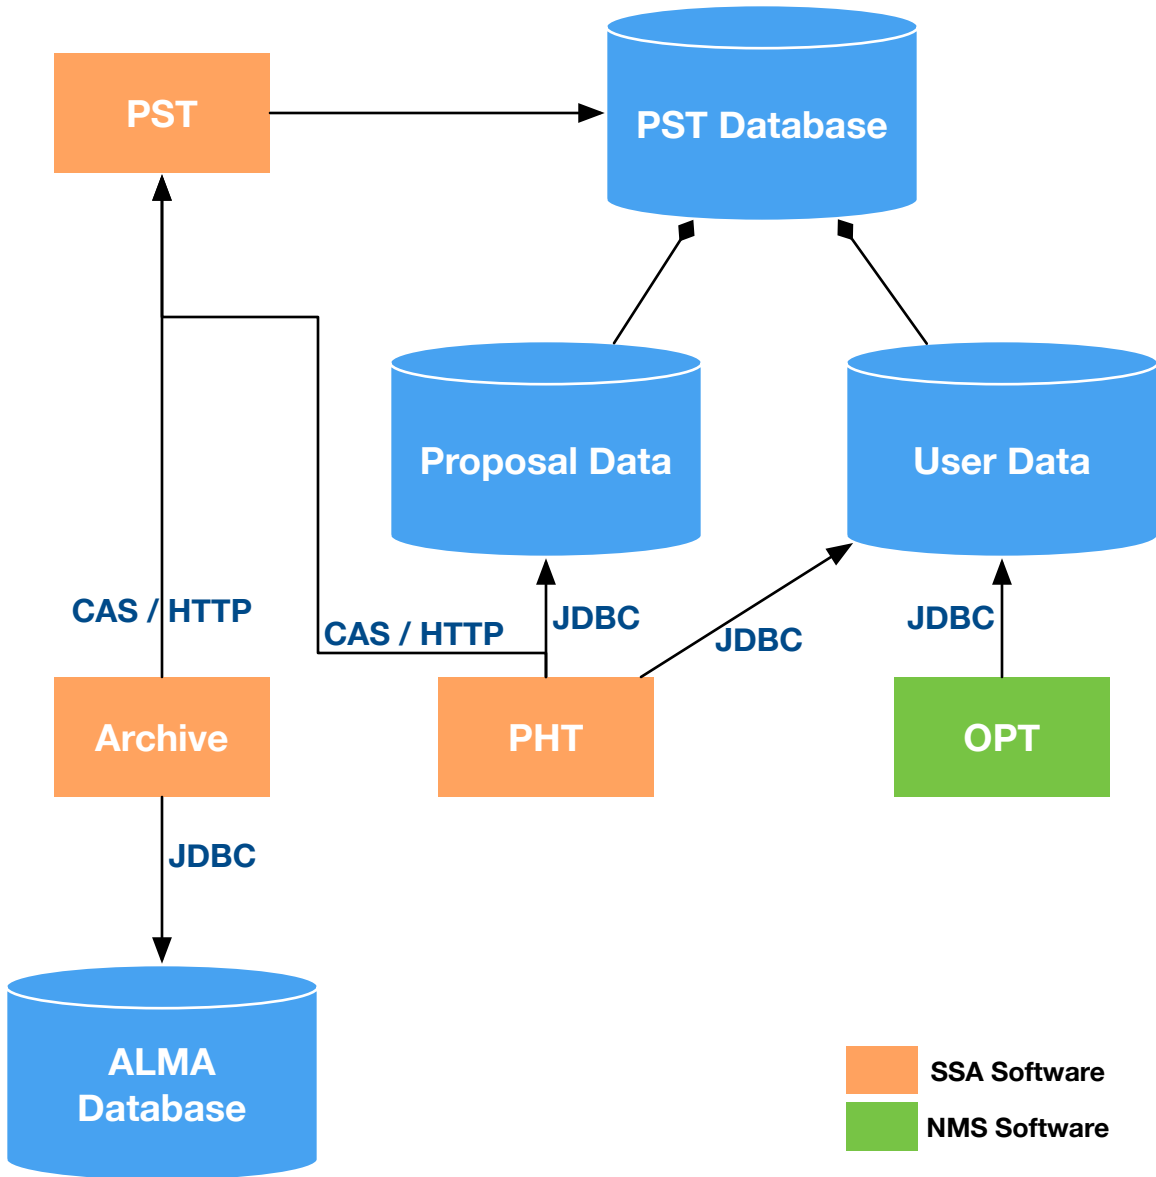 PST
PST Database
Proposal Data
User Data
CAS / HTTP
CAS / HTTP
JDBC
JDBC
JDBC
Archive
PHT
OPT
JDBC
ALMA
Database
SSA Software
NMS Software